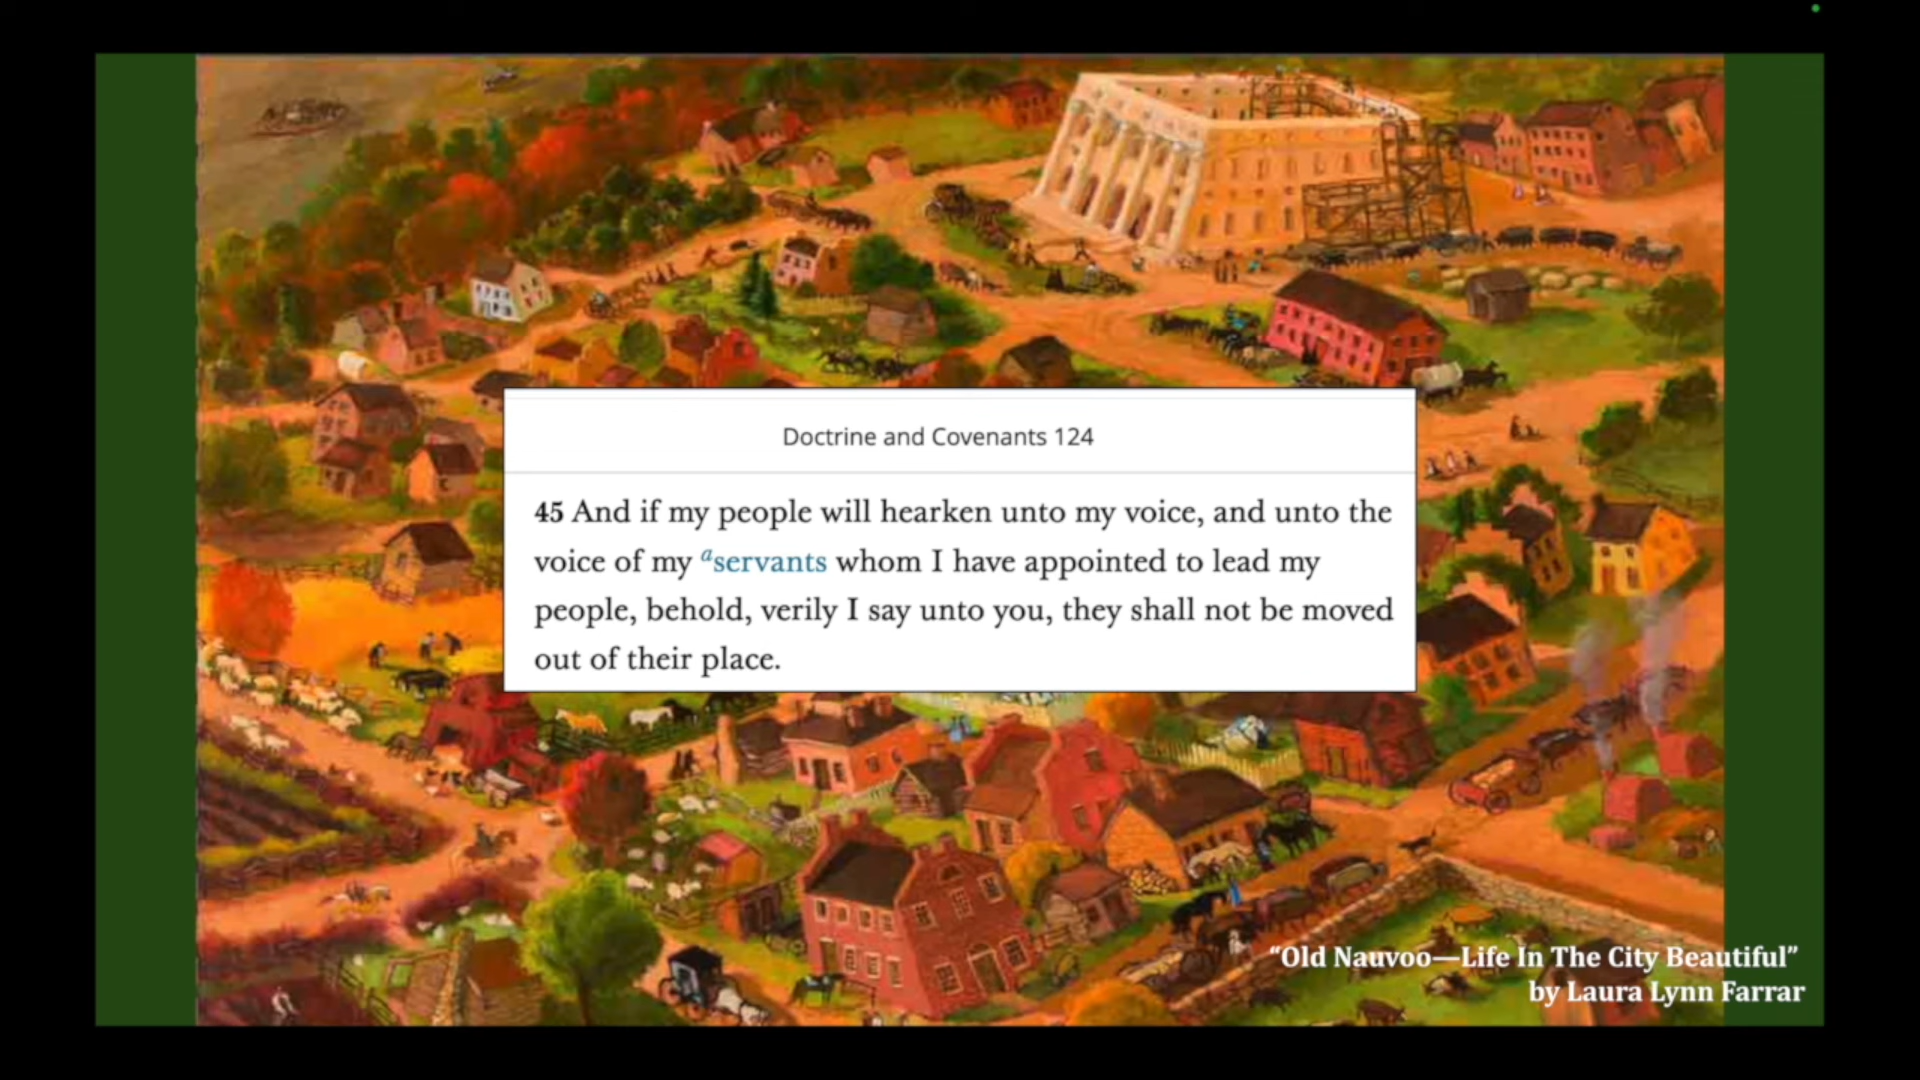 Doctrine and Covenants 124
45 And if my people will hearken unto my voice, and unto the
voice of my ᵃservants whom I have appointed to lead my
people, behold, verily I say unto you, they shall not be moved
out of their place.
“Old Nauvoo—Life In The City Beautiful”
by Laura Lynn Farrar